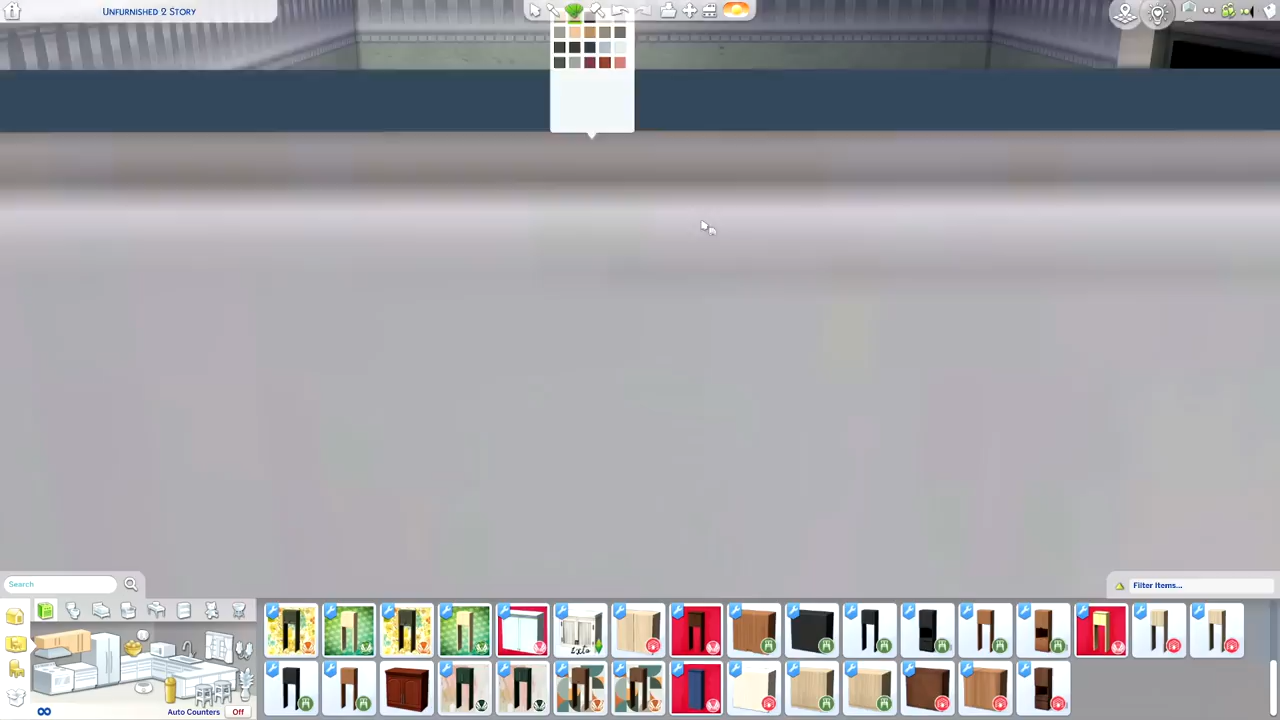 UNFURNISHED 2 STORY
Search
Filter Items...
Auto Counters
Off